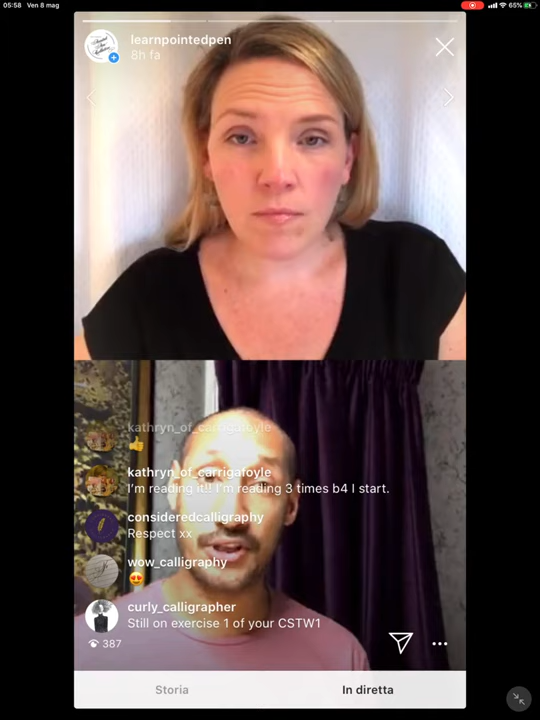 05:58 Ven 8 mag
65%
learnpointedpen
8h fa
kathryn_of_carrigafoyle
kathryn_of_carrigafoyle
I'm reading it!! I'm reading 3 times b4 I start.
consideredcalligraphy
Respect xx
wow_calligraphy
curly_calligrapher
Still on exercise 1 of your CSTW1
387
Storia
In diretta